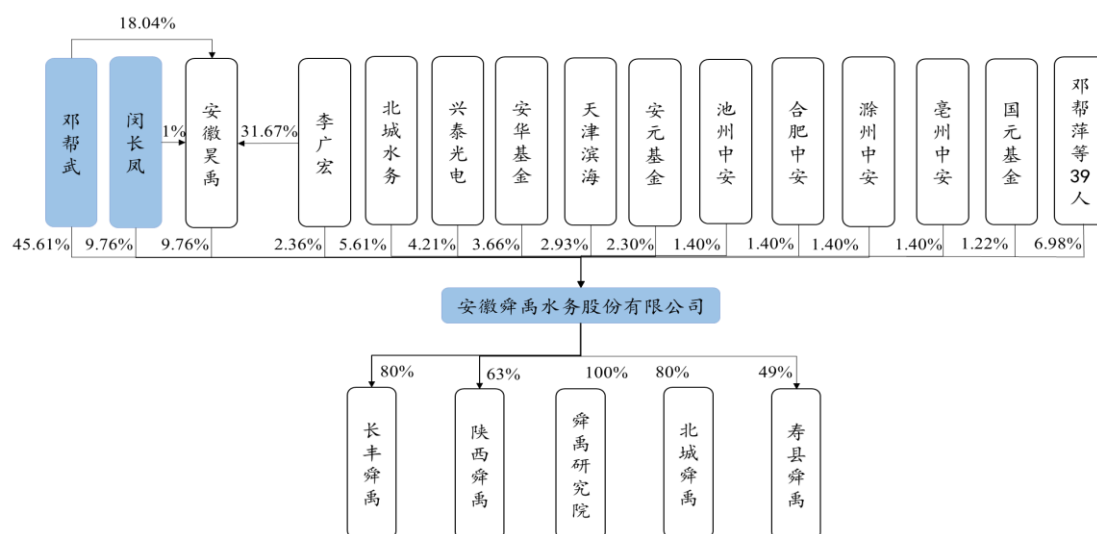 18.04%
邓帮武
闵长凤
1%
安徽昊禹
31.67%
李广宏
北城水务
兴泰光电
安华基金
天津滨海
安元基金
池州中安
合肥中安
滁州中安
亳州中安
国元基金
邓帮萍等39人
45.61%
9.76%
9.76%
2.36%
5.61%
4.21%
3.66%
2.93%
2.30%
1.40%
1.40%
1.40%
1.40%
1.22%
6.98%
安徽舜禹水务股份有限公司
80%
63%
100%
80%
49%
长丰舜禹
陕西舜禹
舜禹研究院
北城舜禹
寿县舜禹